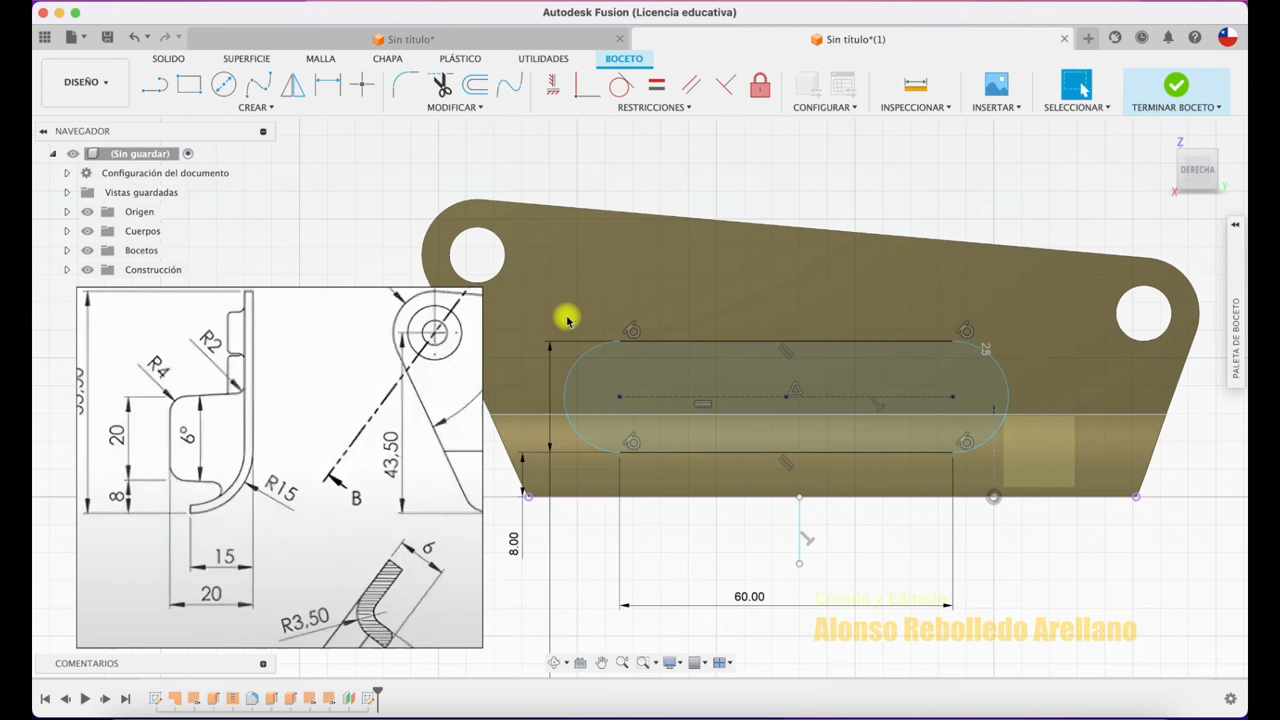 Autodesk Fusion (Licencia educativa)
Sin título*
Sin título*(1)
SOLIDO SUPERFICIE MALLA CHAPA PLÁSTICO UTILIDADES BOCETO
DISEÑO
CREAR MODIFICAR RESTRICCIONES CONFIGURAR INSPECCIONAR INSERTAR SELECCIONAR TERMINAR BOCETO
NAVEGADOR
(Sin guardar)
Configuración del documento
Vistas guardadas
Origen
Cuerpos
Bocetos
Construcción
Z
DERECHA
X Y
PALETA DE BOCETO
R2
R4
20
6°
43,50
8
R15
B
15
20
6
R3,50
25
8.00
60.00
Creado y Editado
Alonso Rebolledo Arellano
COMENTARIOS